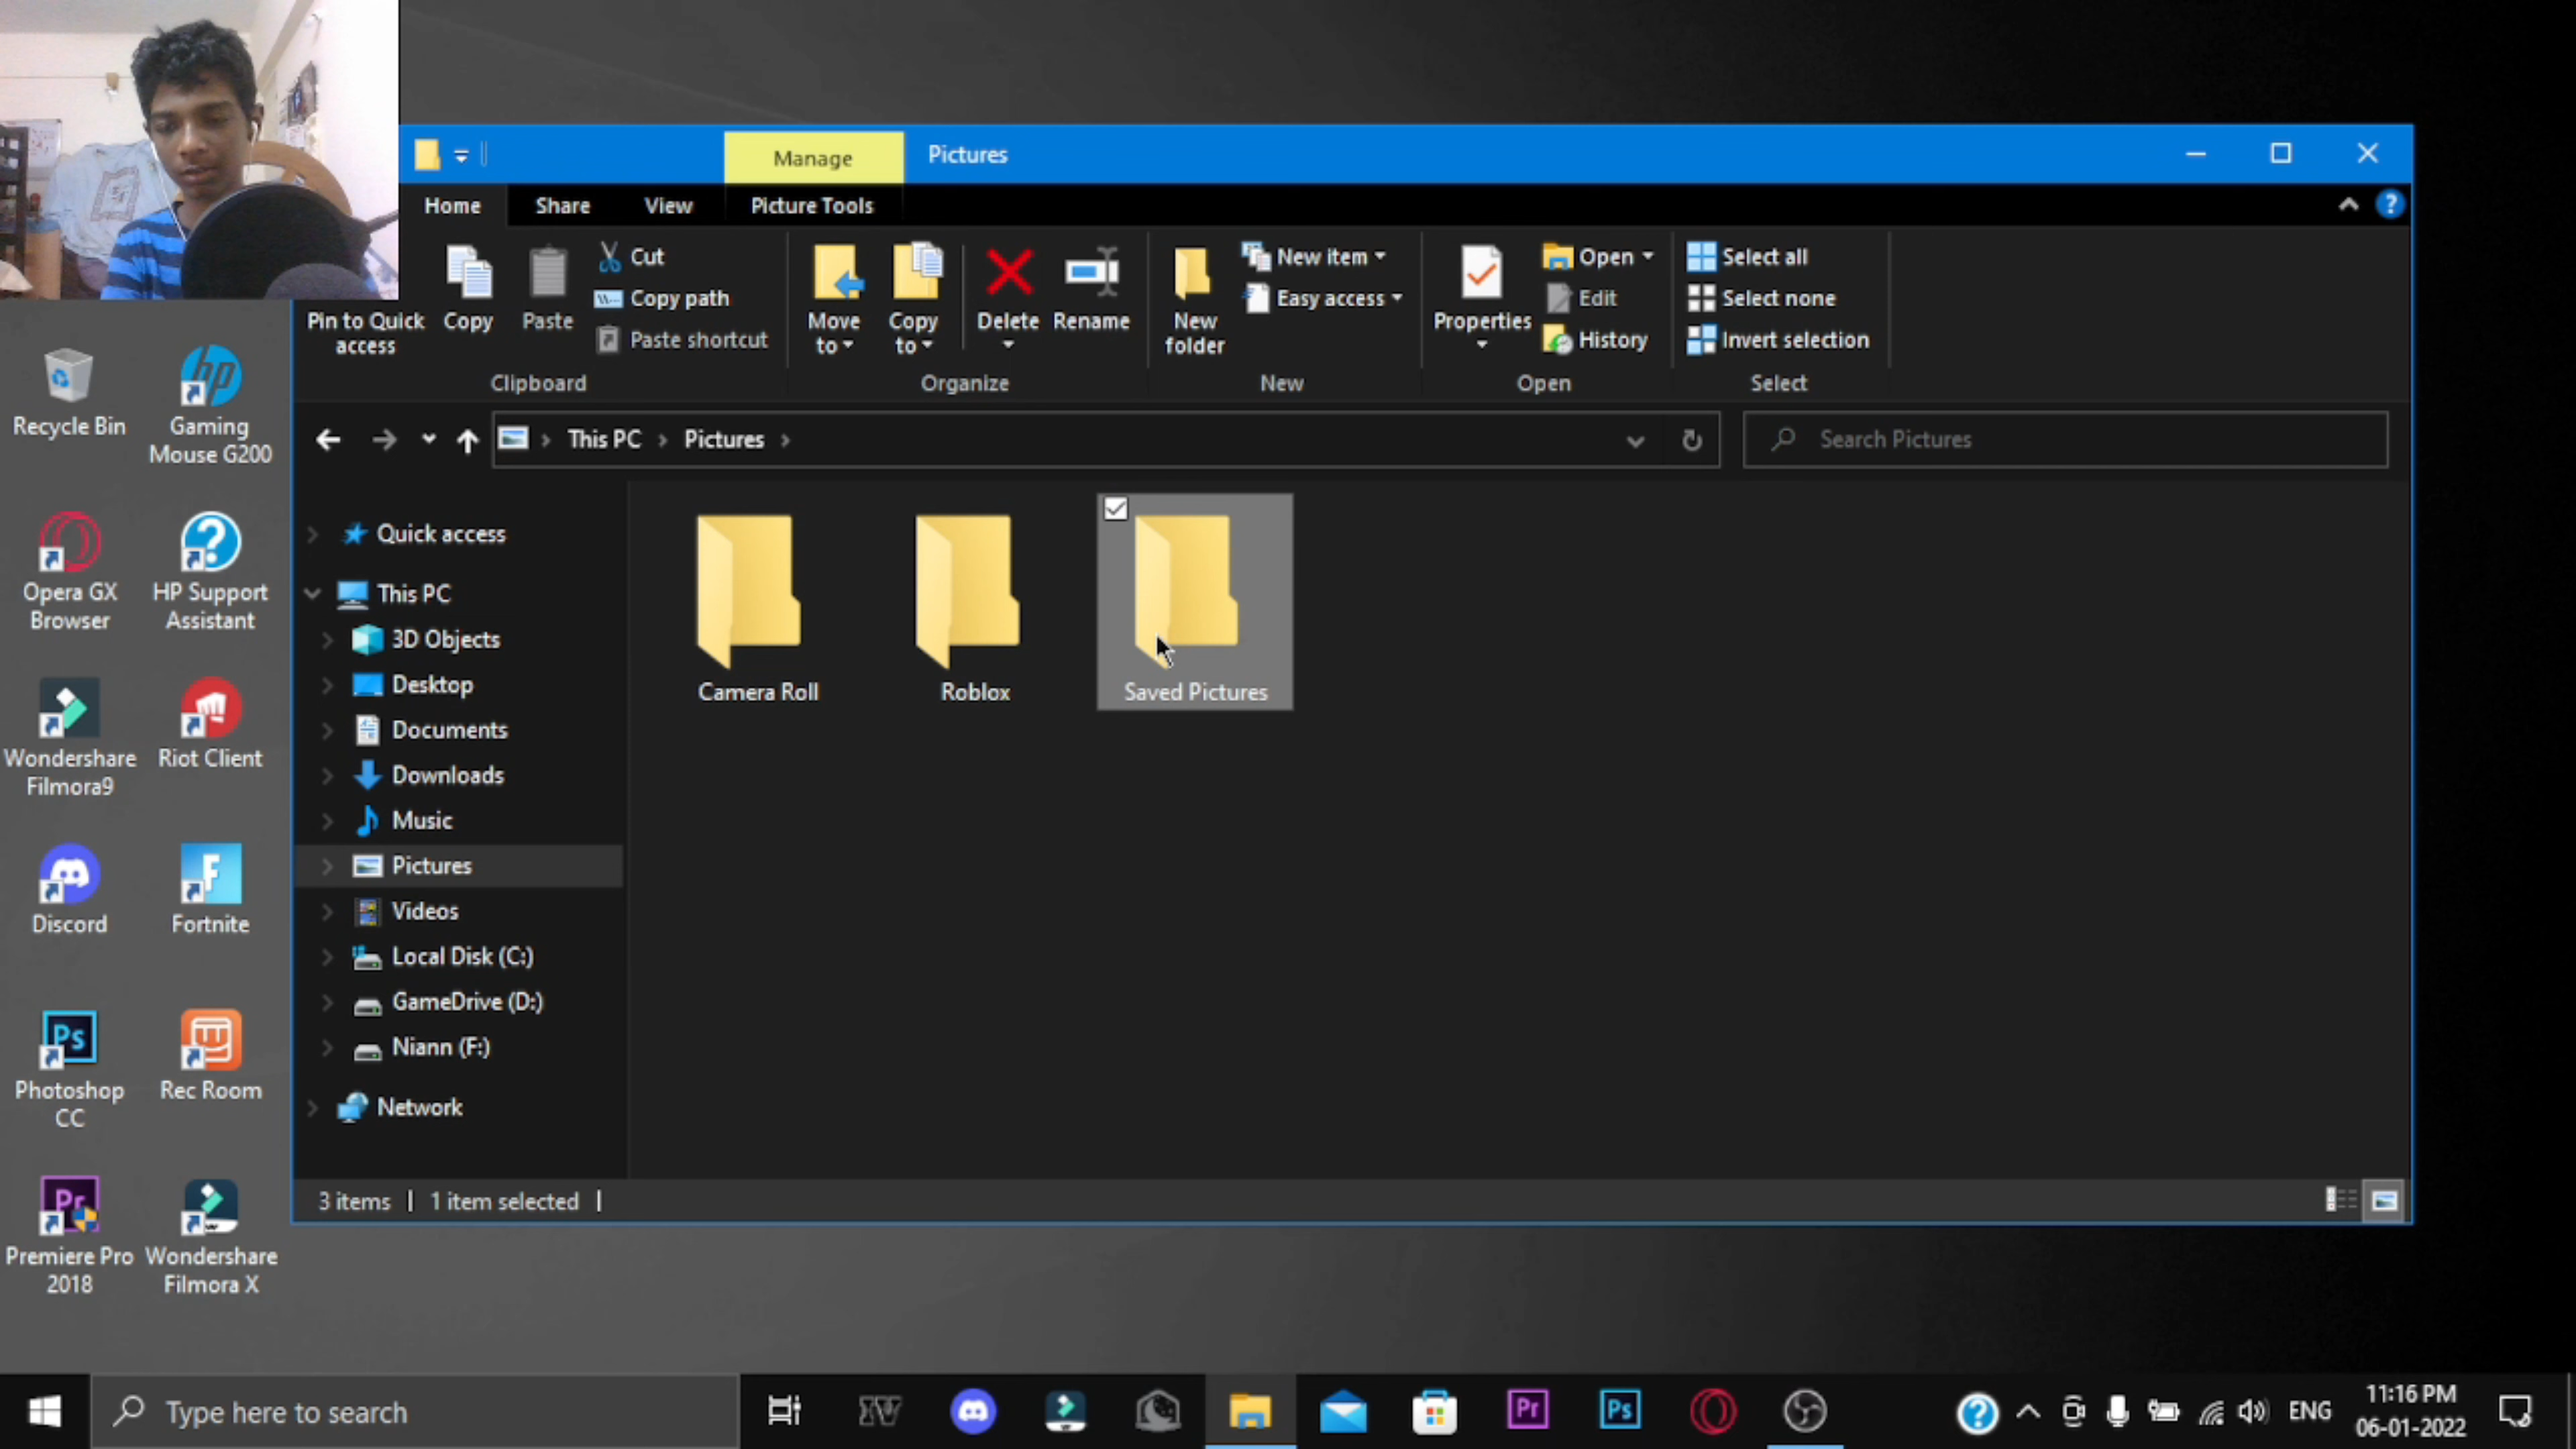 Manage
Pictures
Home
Share
View
Picture Tools
Pin to Quick
access
Copy
Paste
Cut
Copy path
Paste shortcut
Move
to
Copy
to
Delete
Rename
New
folder
New item
Easy access
Properties
Open
Edit
History
Select all
Select none
Invert selection
Clipboard
Organize
New
Open
Select
This PC
Pictures
Search Pictures
Quick access
This PC
3D Objects
Desktop
Documents
Downloads
Music
Pictures
Videos
Local Disk (C:)
GameDrive (D:)
Niann (F:)
Network
Camera Roll
Roblox
Saved Pictures
3 items
1 item selected
Recycle Bin
hp
Gaming
Mouse G200
Opera GX
Browser
HP Support
Assistant
Wondershare
Filmora9
Riot Client
Discord
F
Fortnite
Ps
Photoshop
CC
Rec Room
Pr
Premiere Pro
2018
Wondershare
Filmora X
Type here to search
IV
Pr
Ps
ENG
11:16 PM
06-01-2022